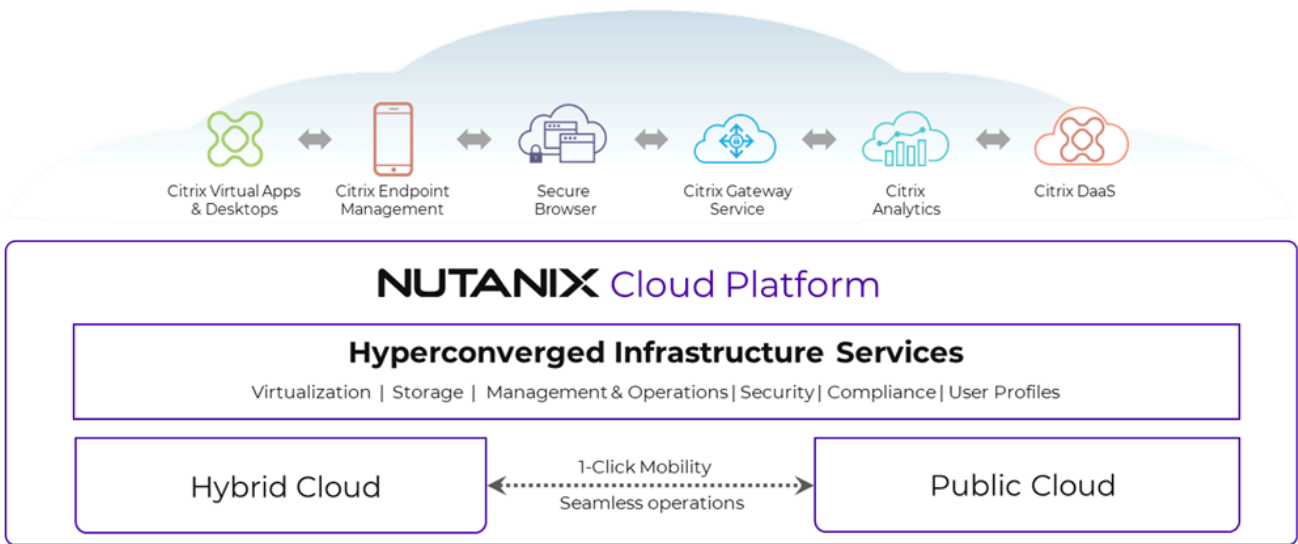 Citrix Virtual Apps
& Desktops
Citrix Endpoint
Management
Secure
Browser
Citrix Gateway
Service
Citrix
Analytics
Citrix DaaS
NUTANIX Cloud Platform
Hyperconverged Infrastructure Services
Virtualization | Storage | Management & Operations | Security | Compliance | User Profiles
Hybrid Cloud
1-Click Mobility
Seamless operations
Public Cloud